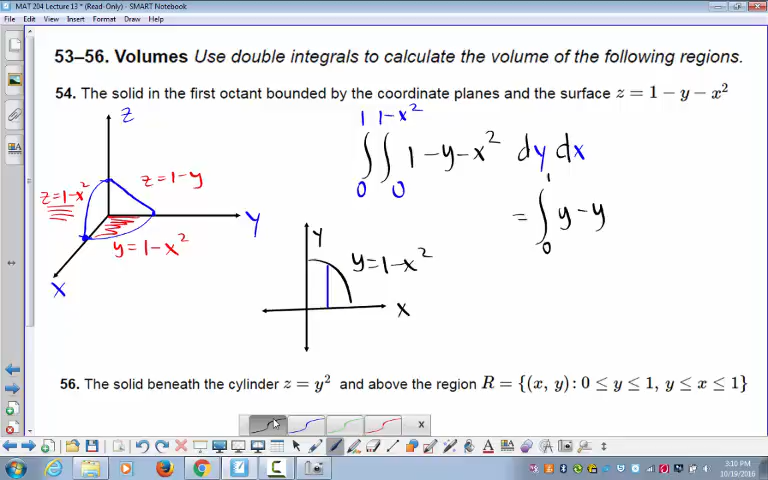 MAT 204 Lecture 13 * (Read-Only) - SMART Notebook
File Edit View Insert Format Draw Help
53–56. Volumes Use double integrals to calculate the volume of the following regions.
54. The solid in the first octant bounded by the coordinate planes and the surface z = 1 − y − x²
z
z = 1 - y
z = 1-x²
y
y = 1 - x²
x
1 1-x²
∫ ∫ 1 - y - x² dy dx
0 0
1
= ∫ y - y
0
y
y = 1-x²
x
56. The solid beneath the cylinder z = y² and above the region R = {(x, y): 0 ≤ y ≤ 1, y ≤ x ≤ 1}
x
3:10 PM
10/19/2016